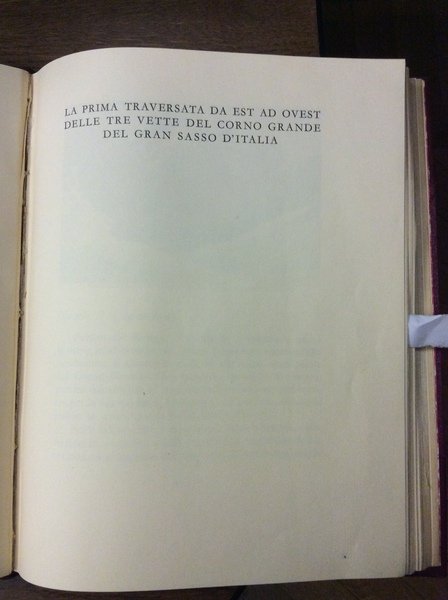 LA PRIMA TRAVERSATA DA EST AD OVEST
DELLE TRE VETTE DEL CORNO GRANDE
DEL GRAN SASSO D'ITALIA